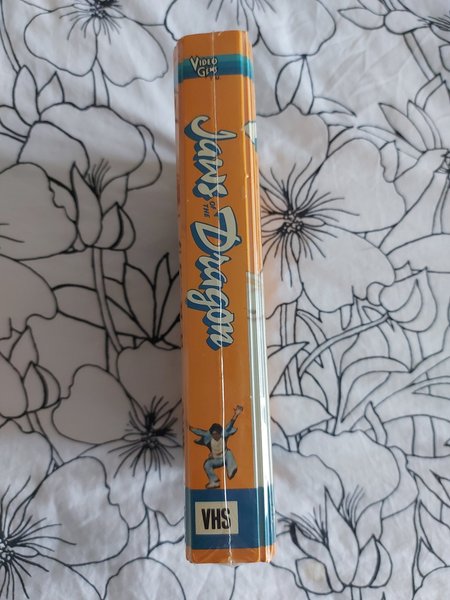 VIDEO
GEMS
Jaws
OF
THE
Dragon
VHS